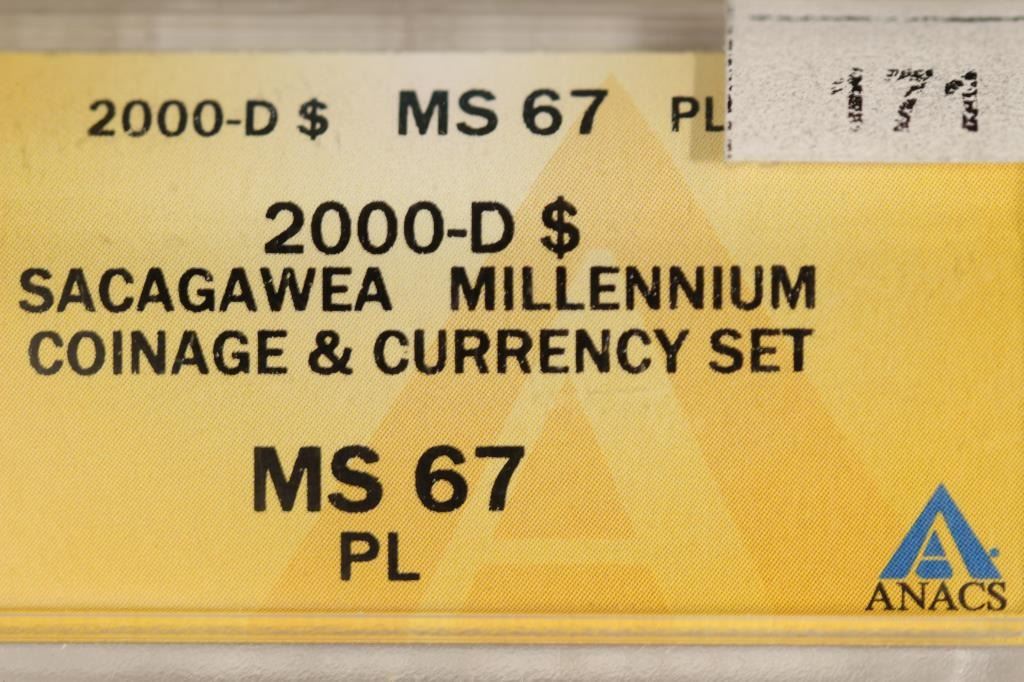 171
2000-D $ MS 67 PL
2000-D $
SACAGAWEA MILLENNIUM
COINAGE & CURRENCY SET
MS 67
PL
ANACS